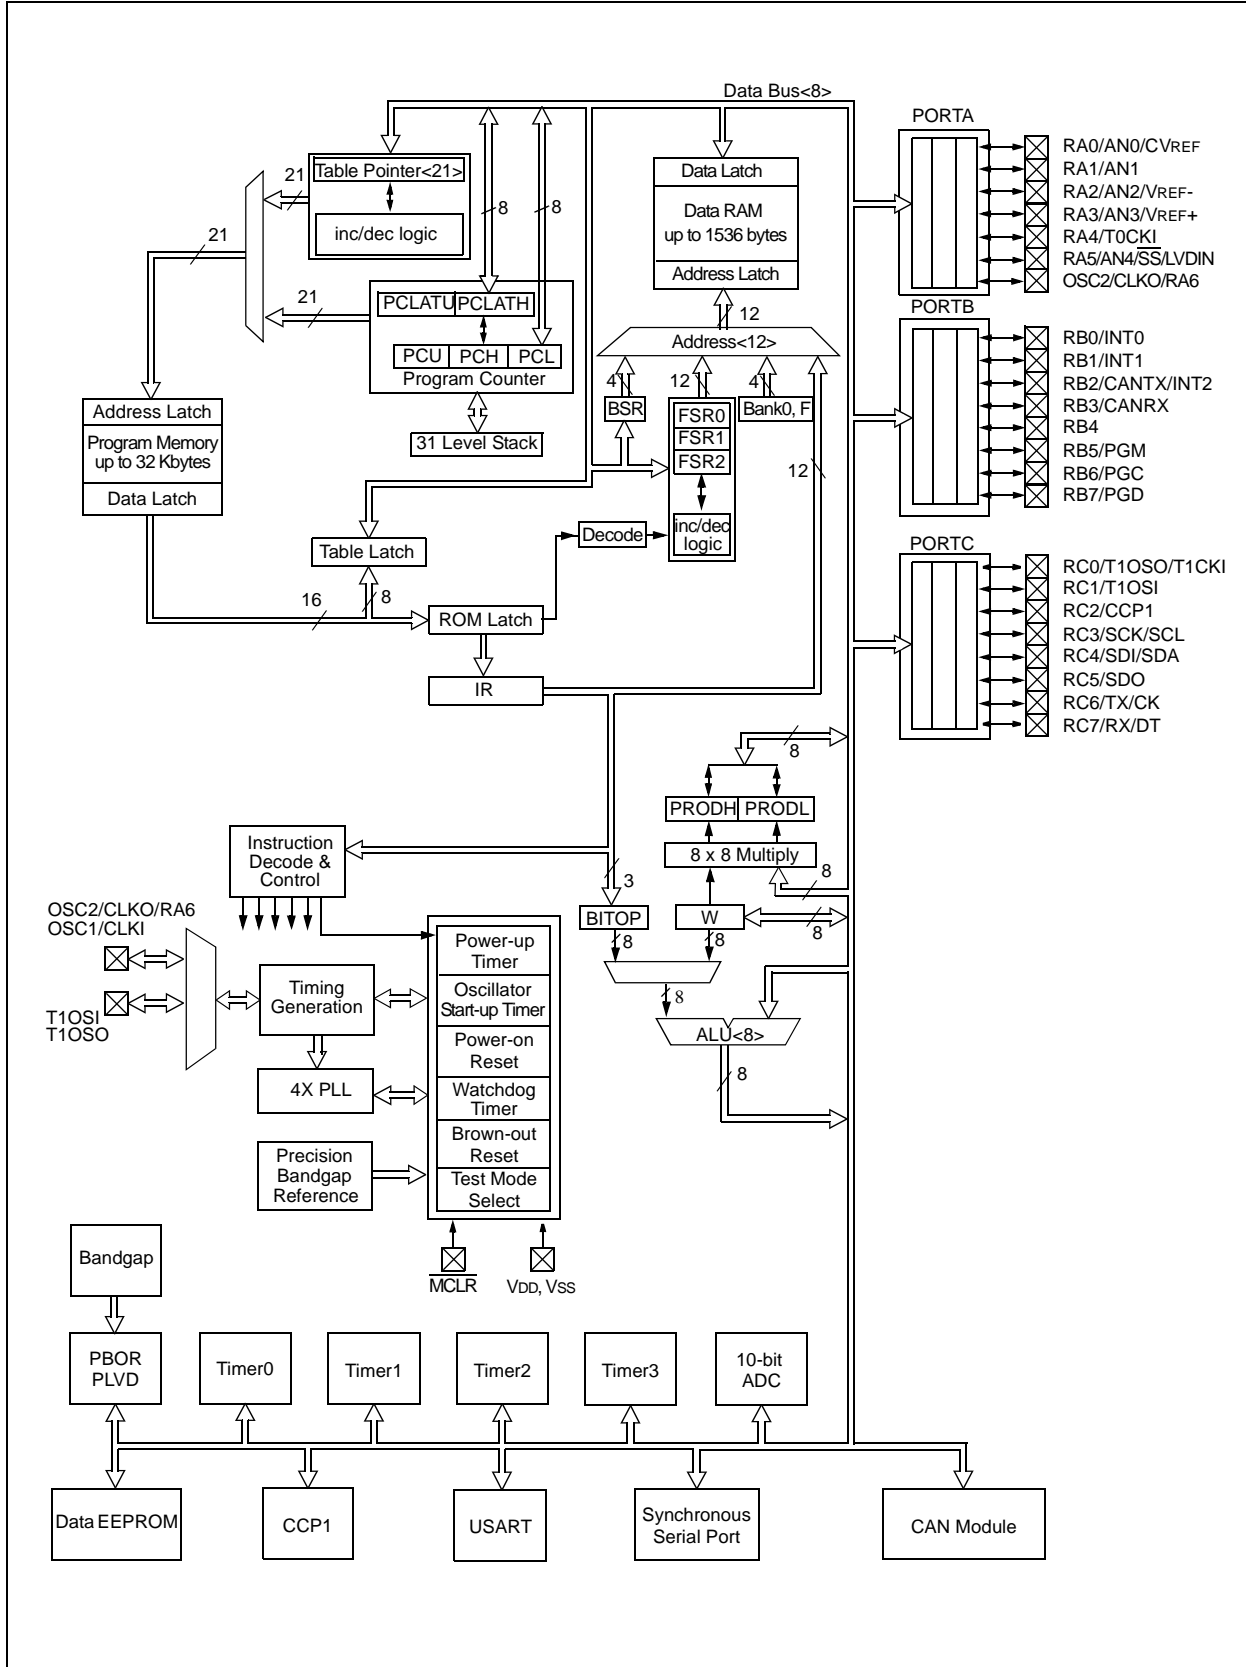 Data Bus<8>
PORTA
RA0/AN0/CVREF
RA1/AN1
RA2/AN2/VREF-
RA3/AN3/VREF+
RA4/T0CKI
RA5/AN4/SS/LVDIN
OSC2/CLKO/RA6
21
Table Pointer<21>
inc/dec logic
8
8
Data Latch
Data RAM
up to 1536 bytes
Address Latch
21
21
PCLATU
PCLATH
PCU
PCH
PCL
Program Counter
31 Level Stack
12
Address<12>
4
12
4
BSR
FSR0
FSR1
FSR2
inc/dec
logic
Bank0, F
12
PORTB
RB0/INT0
RB1/INT1
RB2/CANTX/INT2
RB3/CANRX
RB4
RB5/PGM
RB6/PGC
RB7/PGD
Address Latch
Program Memory
up to 32 Kbytes
Data Latch
Table Latch
Decode
16
8
ROM Latch
IR
PORTC
RC0/T1OSO/T1CKI
RC1/T1OSI
RC2/CCP1
RC3/SCK/SCL
RC4/SDI/SDA
RC5/SDO
RC6/TX/CK
RC7/RX/DT
8
PRODH
PRODL
8 x 8 Multiply
8
Instruction
Decode &
Control
3
BITOP
W
8
8
8
8
ALU<8>
8
OSC2/CLKO/RA6
OSC1/CLKI
T1OSI
T1OSO
Timing
Generation
4X PLL
Precision
Bandgap
Reference
Power-up
Timer
Oscillator
Start-up Timer
Power-on
Reset
Watchdog
Timer
Brown-out
Reset
Test Mode
Select
MCLR
VDD, VSS
Bandgap
PBOR
PLVD
Timer0
Timer1
Timer2
Timer3
10-bit
ADC
Data EEPROM
CCP1
USART
Synchronous
Serial Port
CAN Module